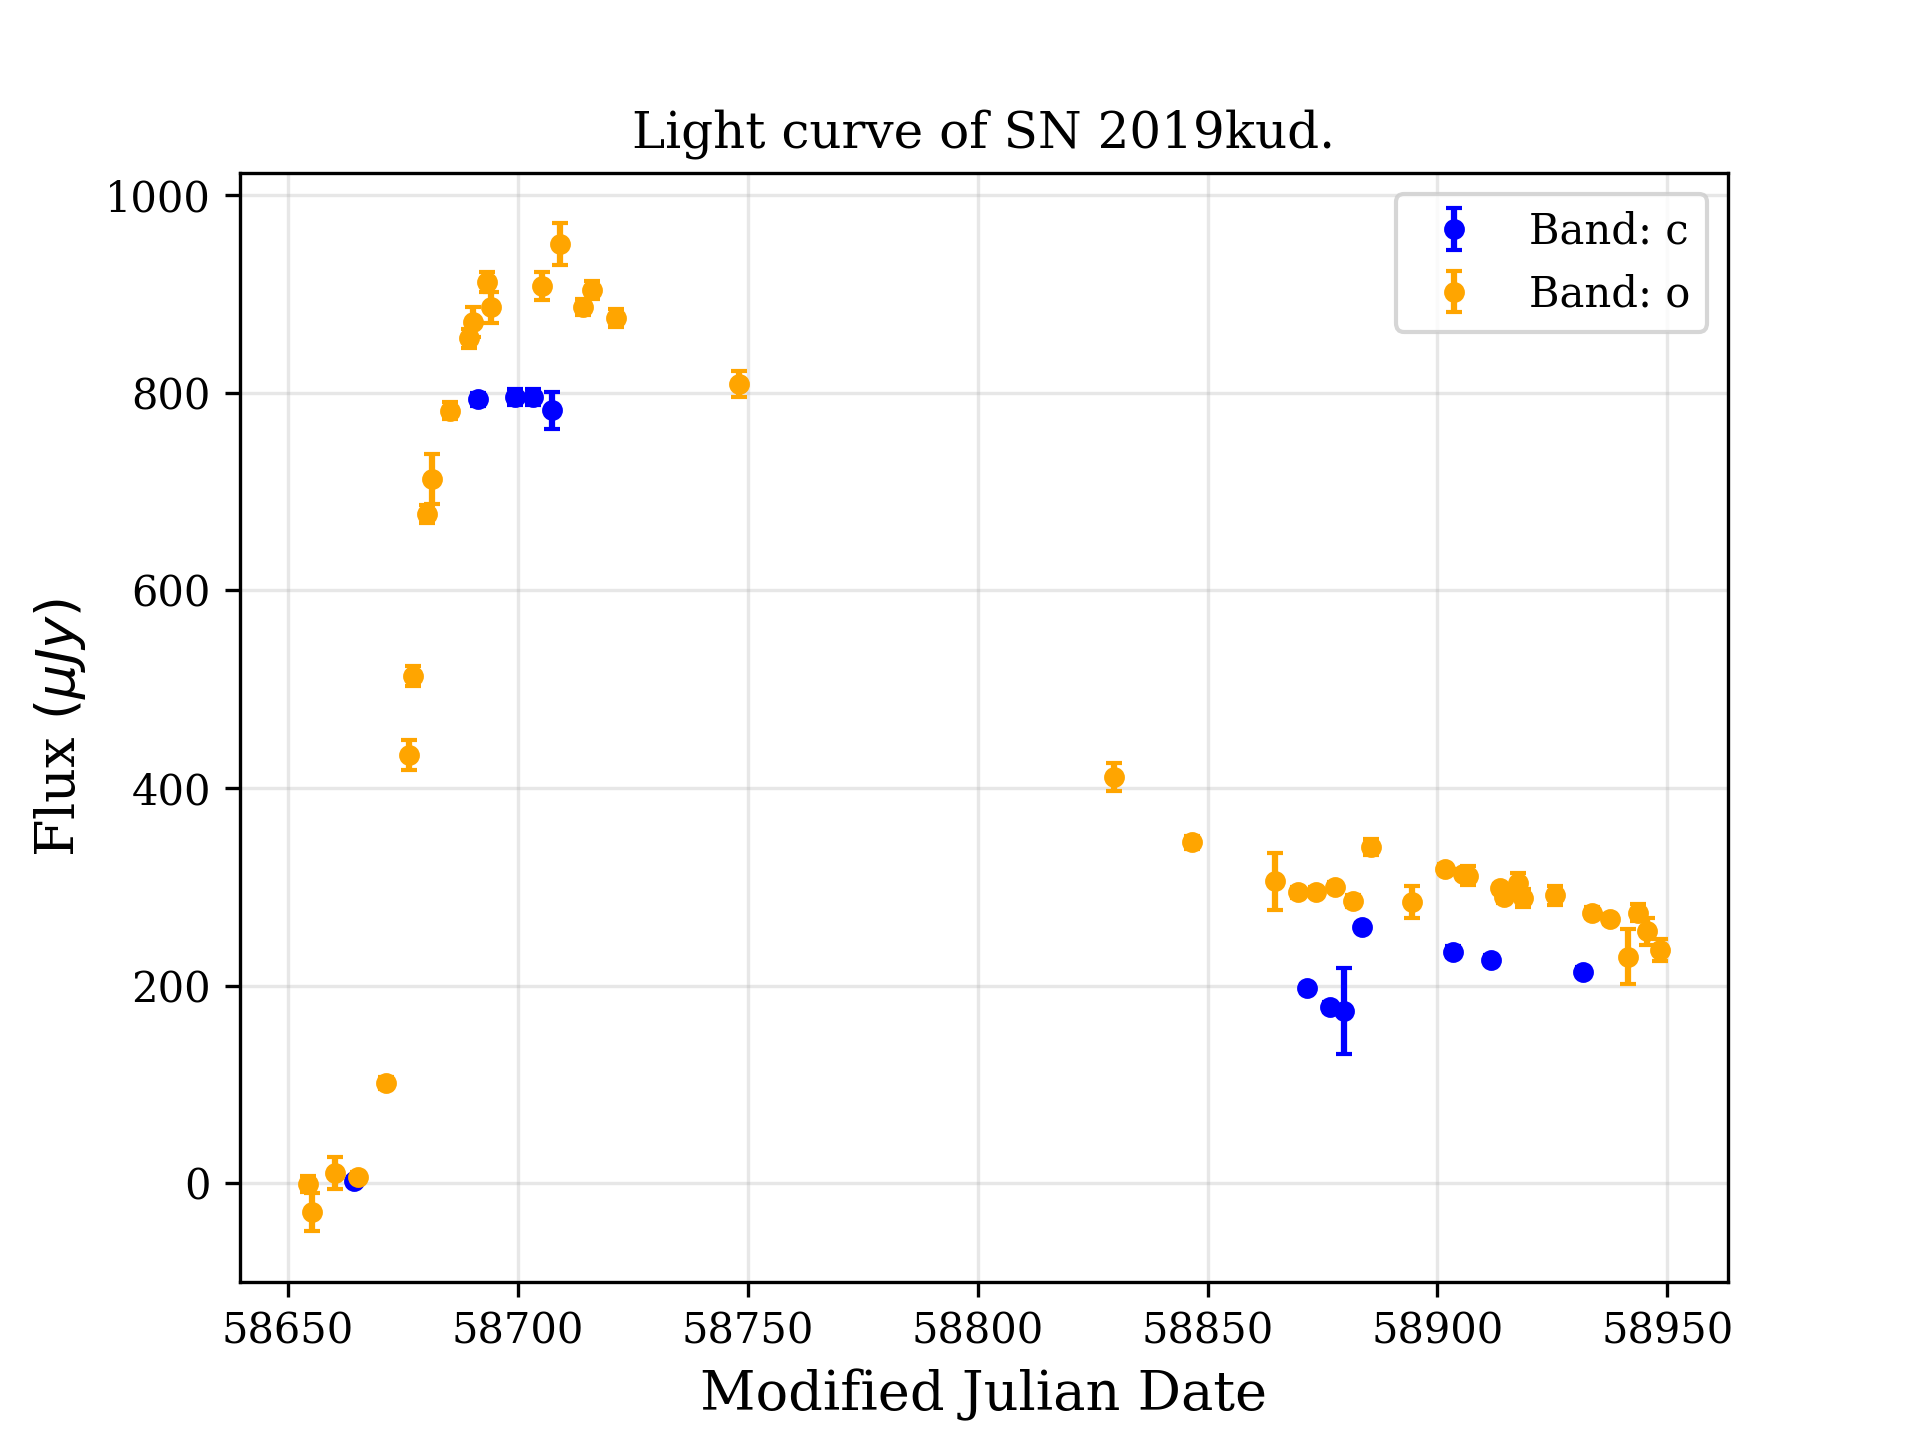 Light curve of SN 2019kud.
Band: c
Band: o
1000
800
600
400
200
0
Flux (μJy)
58650 58700 58750 58800 58850 58900 58950
Modified Julian Date